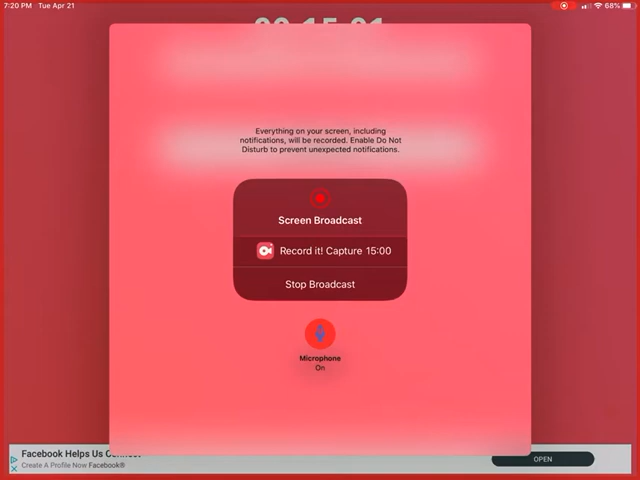 7:20 PM Tue Apr 21
68%
Everything on your screen, including
notifications, will be recorded. Enable Do Not
Disturb to prevent unexpected notifications.
Screen Broadcast
Record it! Capture 15:00
Stop Broadcast
Microphone
On
Facebook Helps Us Connect
Create A Profile Now Facebook®
OPEN